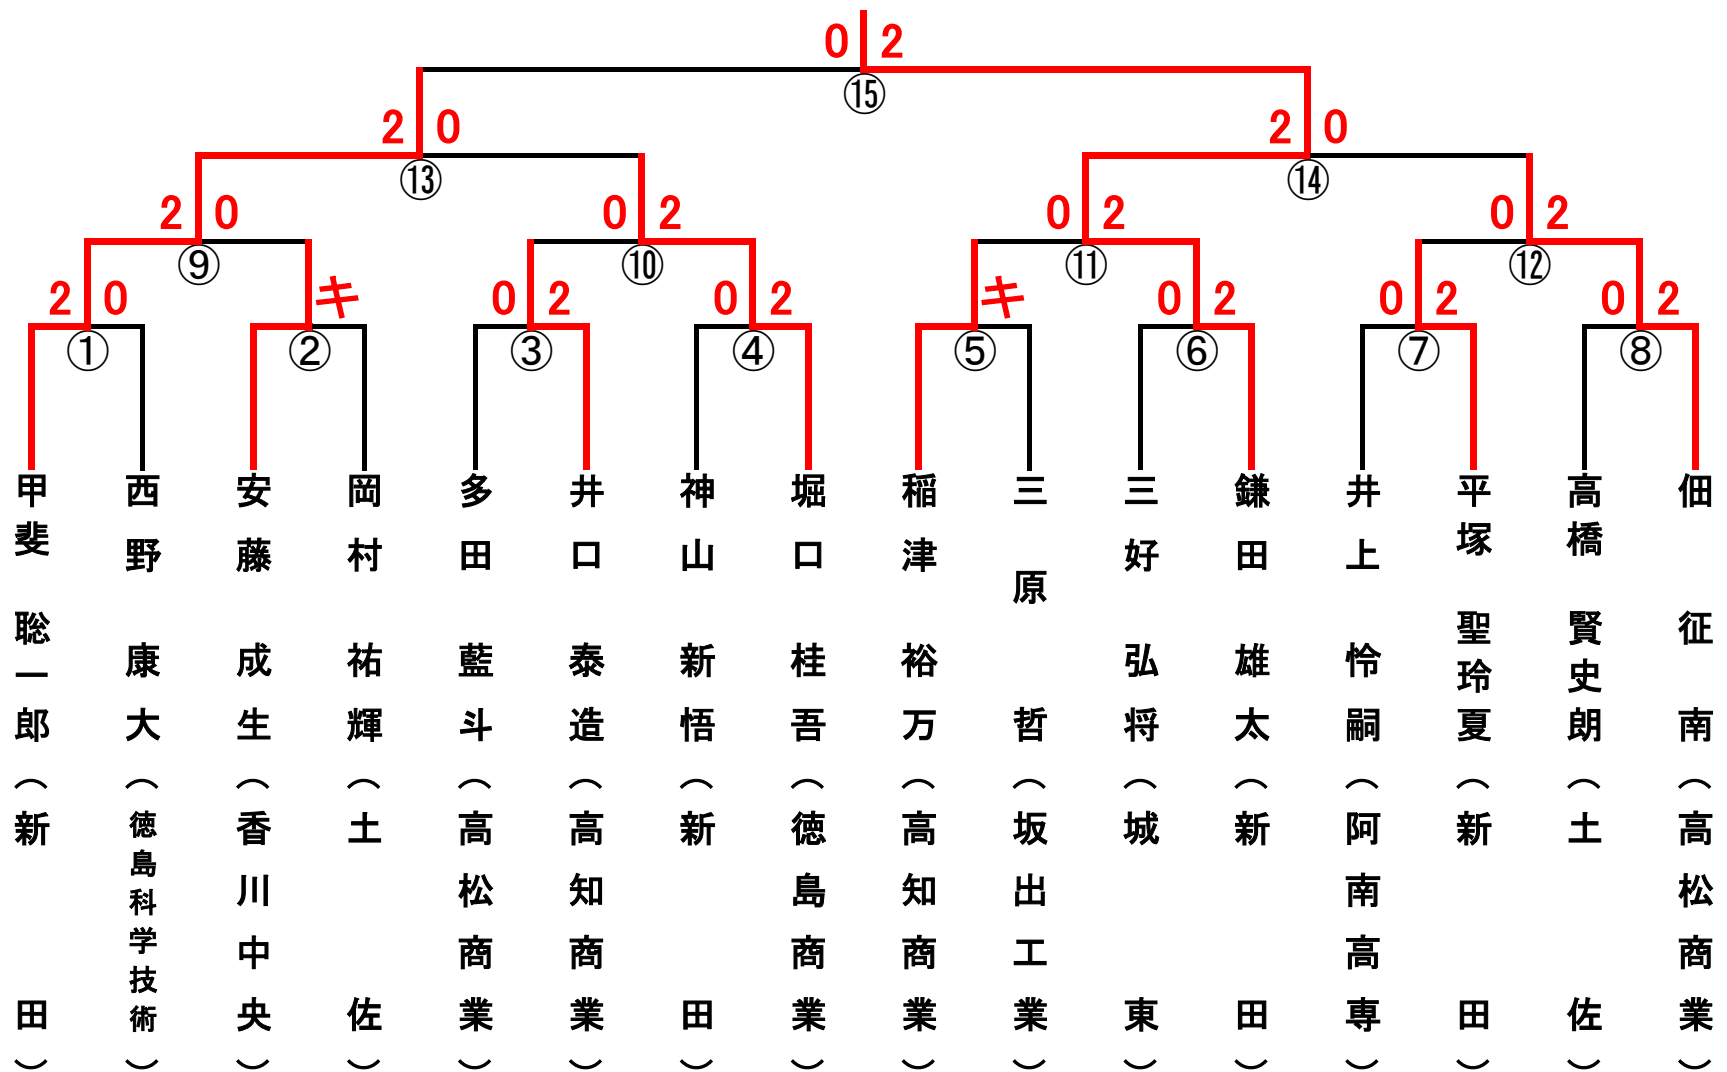 0 2
⑮
2 0 2 0
⑬ ⑭
2 0 0 2 0 2 0 2
⑨ ⑩ ⑪ ⑫
2 0 キ 0 2 0 2 キ 0 2 0 2 0 2
① ② ③ ④ ⑤ ⑥ ⑦ ⑧
甲斐 聡一郎(新田)
西野 康大(徳島科学技術)
安藤 成生(香川中央)
岡村 祐輝(土佐)
多田 藍斗(高松商業)
井口 泰造(高知商業)
神山 新悟(新田)
堀口 桂吾(徳島商業)
稲津 裕万(高知商業)
三原 哲(坂出工業)
三好 弘将(城東)
鎌田 雄太(新田)
井上 怜嗣(阿南高専)
平塚 聖玲夏(新田)
高橋 賢史朗(土佐)
佃 征南(高松商業)